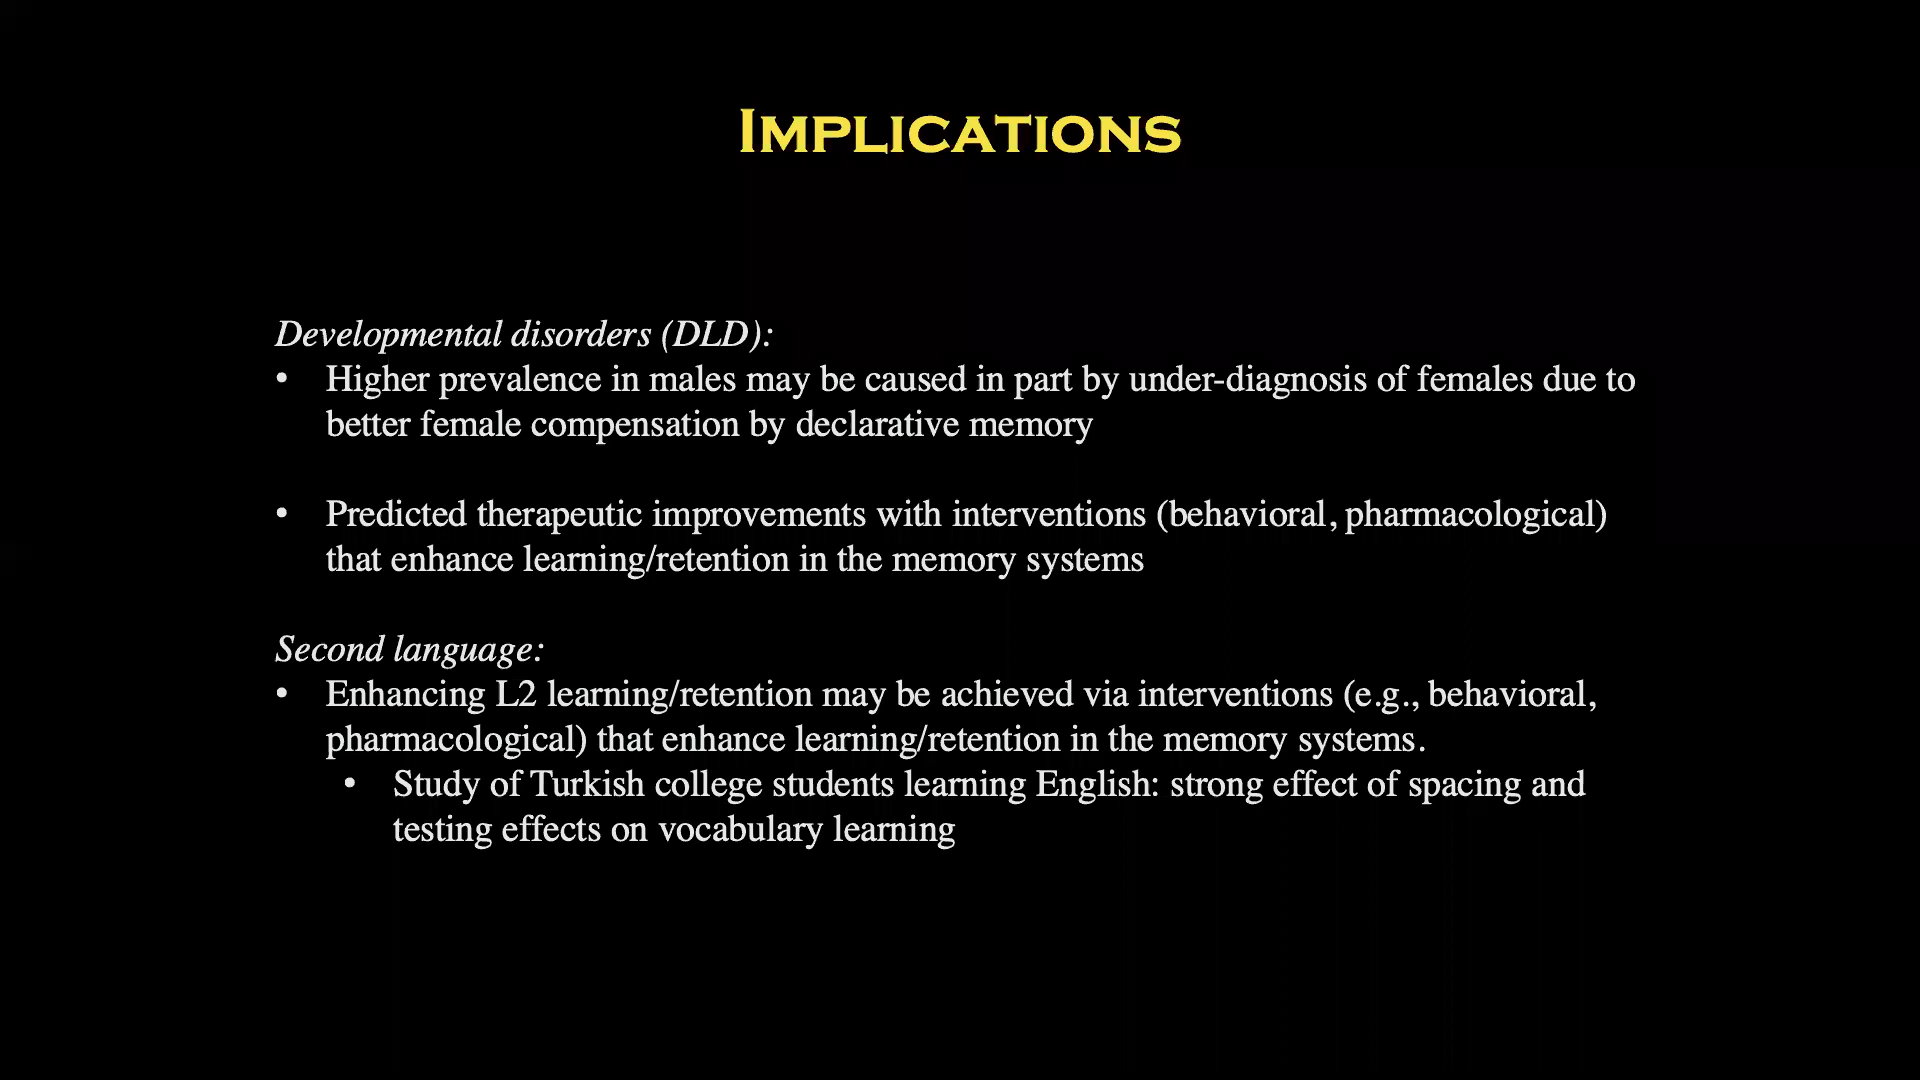 Implications
Developmental disorders (DLD):
• Higher prevalence in males may be caused in part by under-diagnosis of females due to
better female compensation by declarative memory
• Predicted therapeutic improvements with interventions (behavioral, pharmacological)
that enhance learning/retention in the memory systems
Second language:
• Enhancing L2 learning/retention may be achieved via interventions (e.g., behavioral,
pharmacological) that enhance learning/retention in the memory systems.
• Study of Turkish college students learning English: strong effect of spacing and
testing effects on vocabulary learning